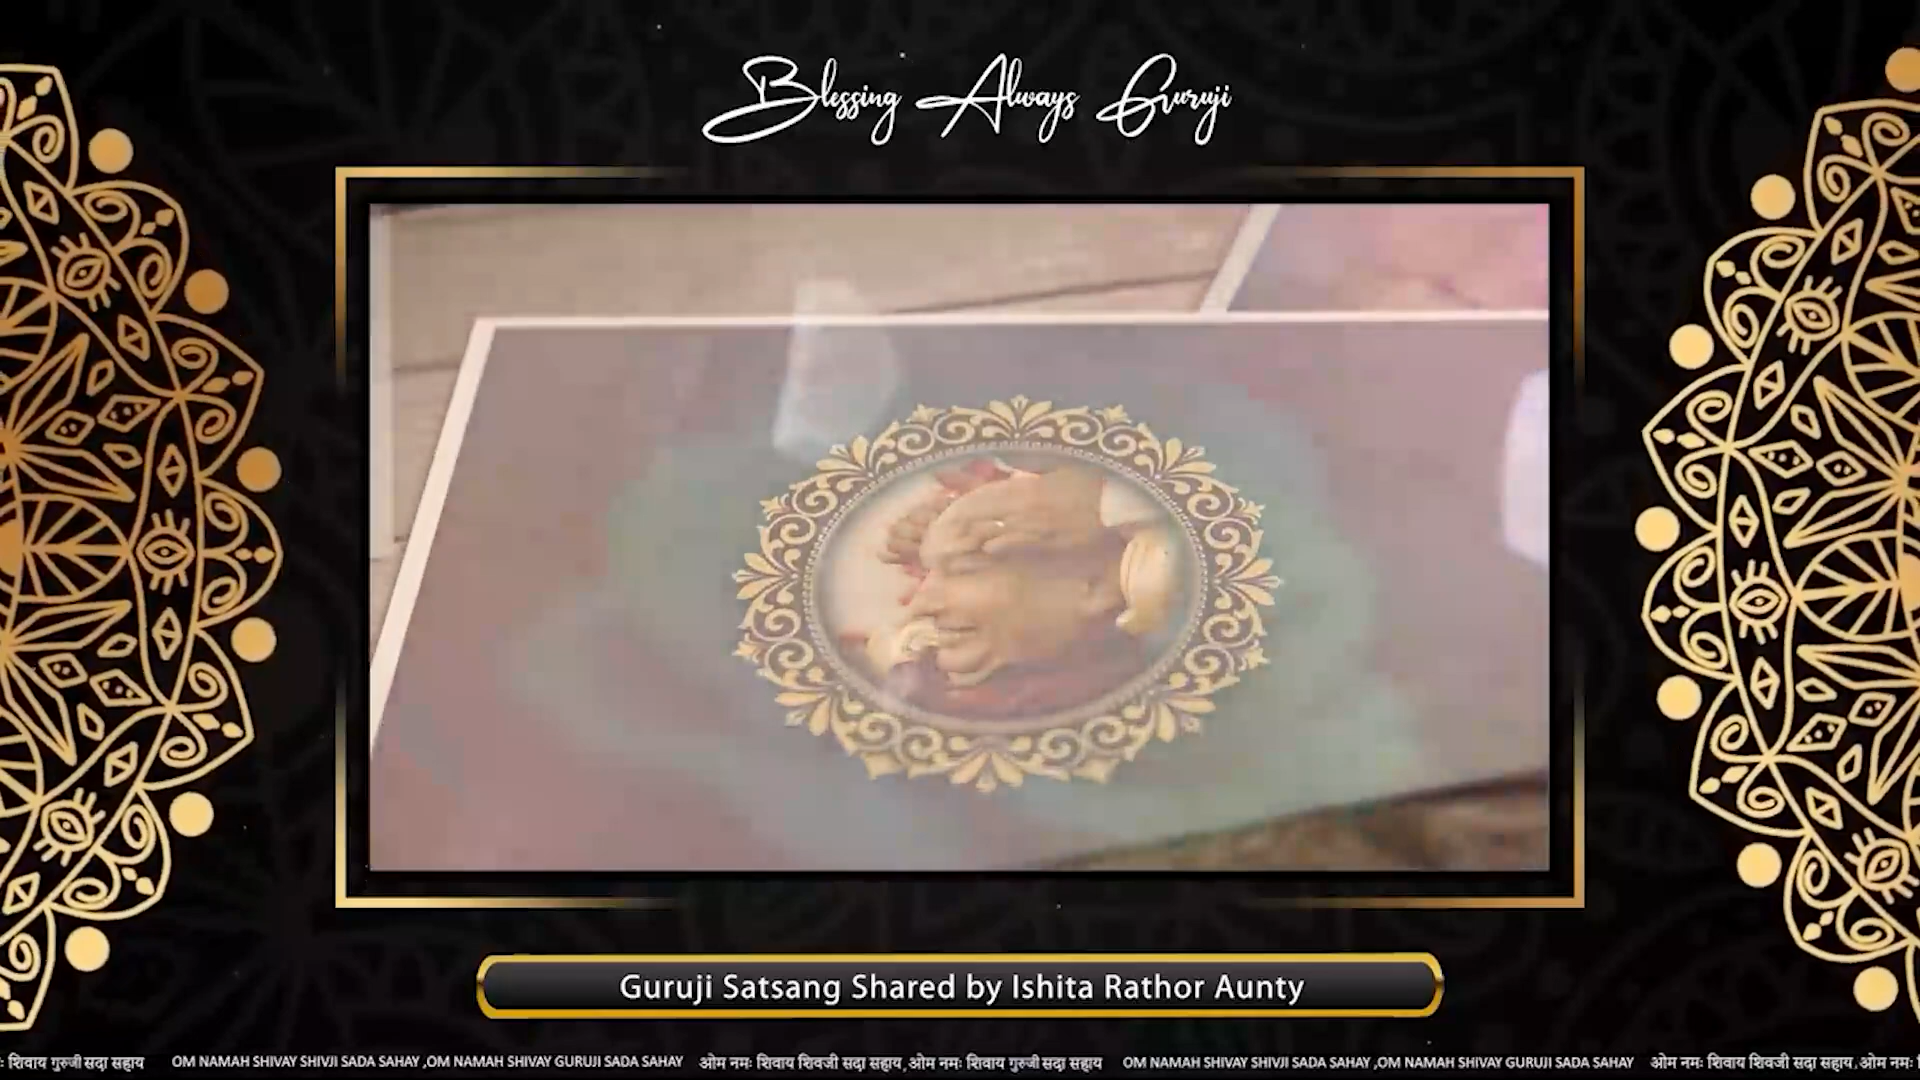 Blessing Always Guruji
Guruji Satsang Shared by Ishita Rathor Aunty
शिवाय गुरुजी सदा सहाय OM NAMAH SHIVAY SHIVJI SADA SAHAY ,OM NAMAH SHIVAY GURUJI SADA SAHAY ओम नमः शिवाय शिवजी सदा सहाय ,ओम नमः शिवाय गुरुजी सदा सहाय OM NAMAH SHIVAY SHIVJI SADA SAHAY ,OM NAMAH SHIVAY GURUJI SADA SAHAY ओम नमः शिवाय शिवजी सदा सहाय ,ओम नमः